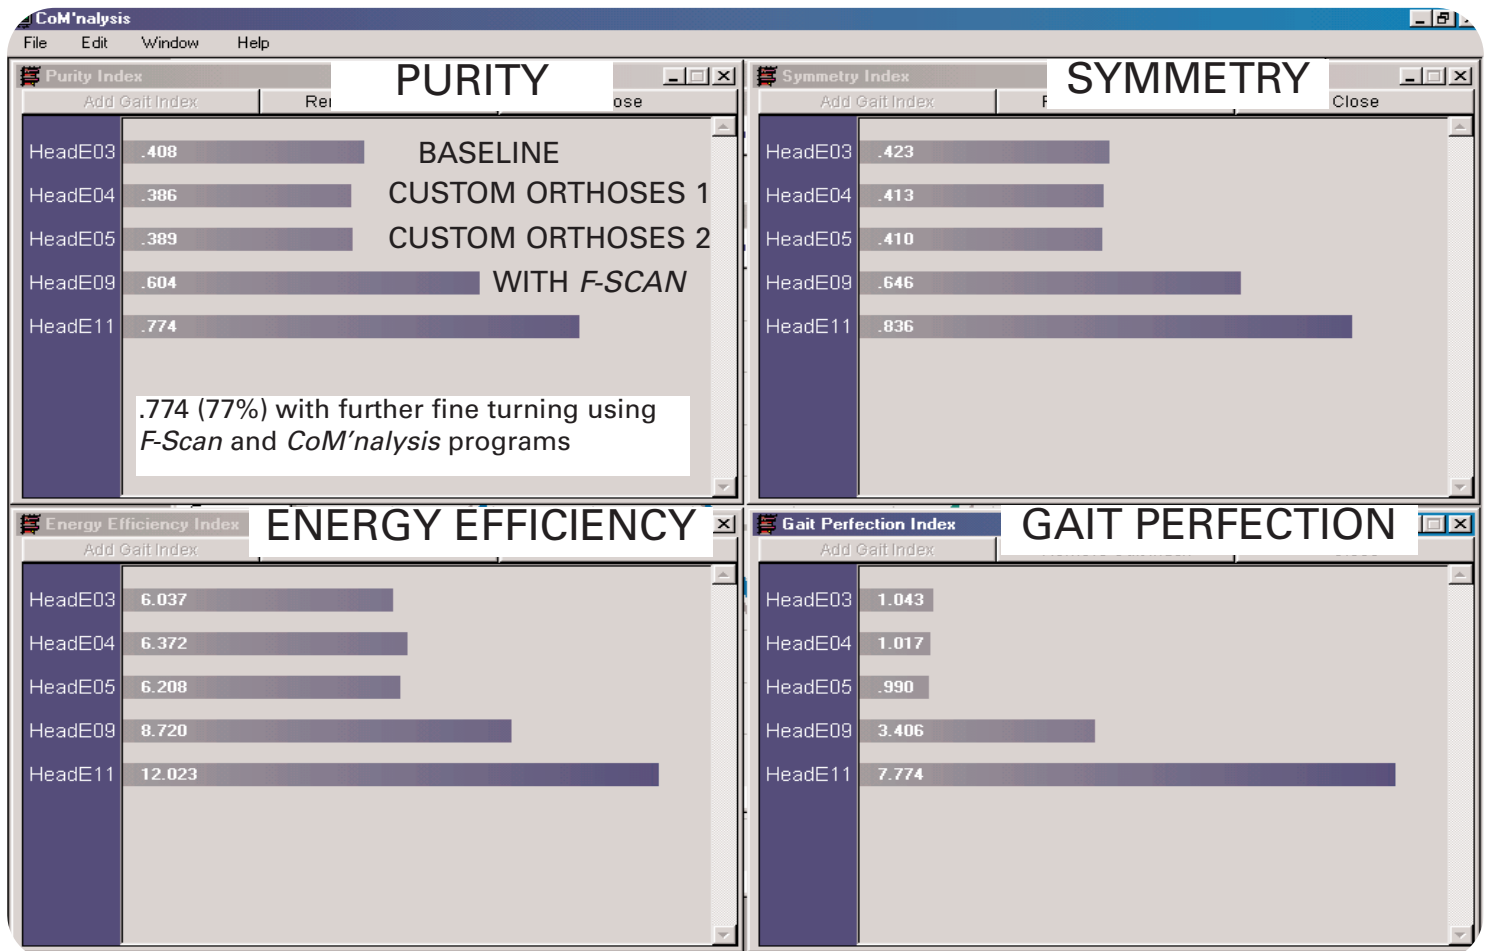 CoM'nalysis
File Edit Window Help
Purity Index
PURITY
Add Gait Index
HeadE03 .408 BASELINE
HeadE04 .386 CUSTOM ORTHOSES 1
HeadE05 .389 CUSTOM ORTHOSES 2
HeadE09 .604 WITH F-SCAN
HeadE11 .774
.774 (77%) with further fine turning using
F-Scan and CoM'nalysis programs
Symmetry Index
SYMMETRY
Add Gait Index Close
HeadE03 .423
HeadE04 .413
HeadE05 .410
HeadE09 .646
HeadE11 .836
Energy Efficiency Index
ENERGY EFFICIENCY
Add Gait Index
HeadE03 6.037
HeadE04 6.372
HeadE05 6.208
HeadE09 8.720
HeadE11 12.023
Gait Perfection Index
GAIT PERFECTION
Add Gait Index
HeadE03 1.043
HeadE04 1.017
HeadE05 .990
HeadE09 3.406
HeadE11 7.774